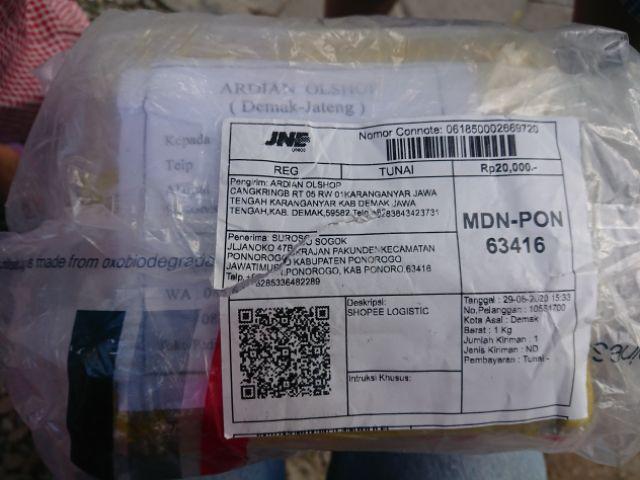 ARDIAN OLSHOP
( Demak-Jateng )
Kepada
Telp
JNE
Nomor Connote: 061850002669720
REG
TUNAI
Rp20,000.-
Pengirim: ARDIAN OLSHOP
CANGKRINGB RT 05 RW 01KARANGANYAR JAWA
TENGAH KARANGANYAR KAB DEMAK JAWA
TENGAH,KAB. DEMAK,59582 Telp +6283843423731
MDN-PON
63416
Penerima: SUROSO SOGOK
JLJANOKO 47B KRAJAN PAKUNDEN KECAMATAN
PONNOROGO KABUPATEN PONOROGO
JAWATIMUR PONOROGO, KAB PONORO,63416
Telp.+6285336482289
made from oxobiodegrada
WA
Deskripsi:
SHOPEE LOGISTIC
Intruksi Khusus:
Tanggal : 29-06-2020 15:33
No.Pelanggan : 10581700
Kota Asal : Demak
Berat : 1 Kg
Jumlah Kiriman : 1
Jenis Kiriman : ND
Pembayaran : Tunai -